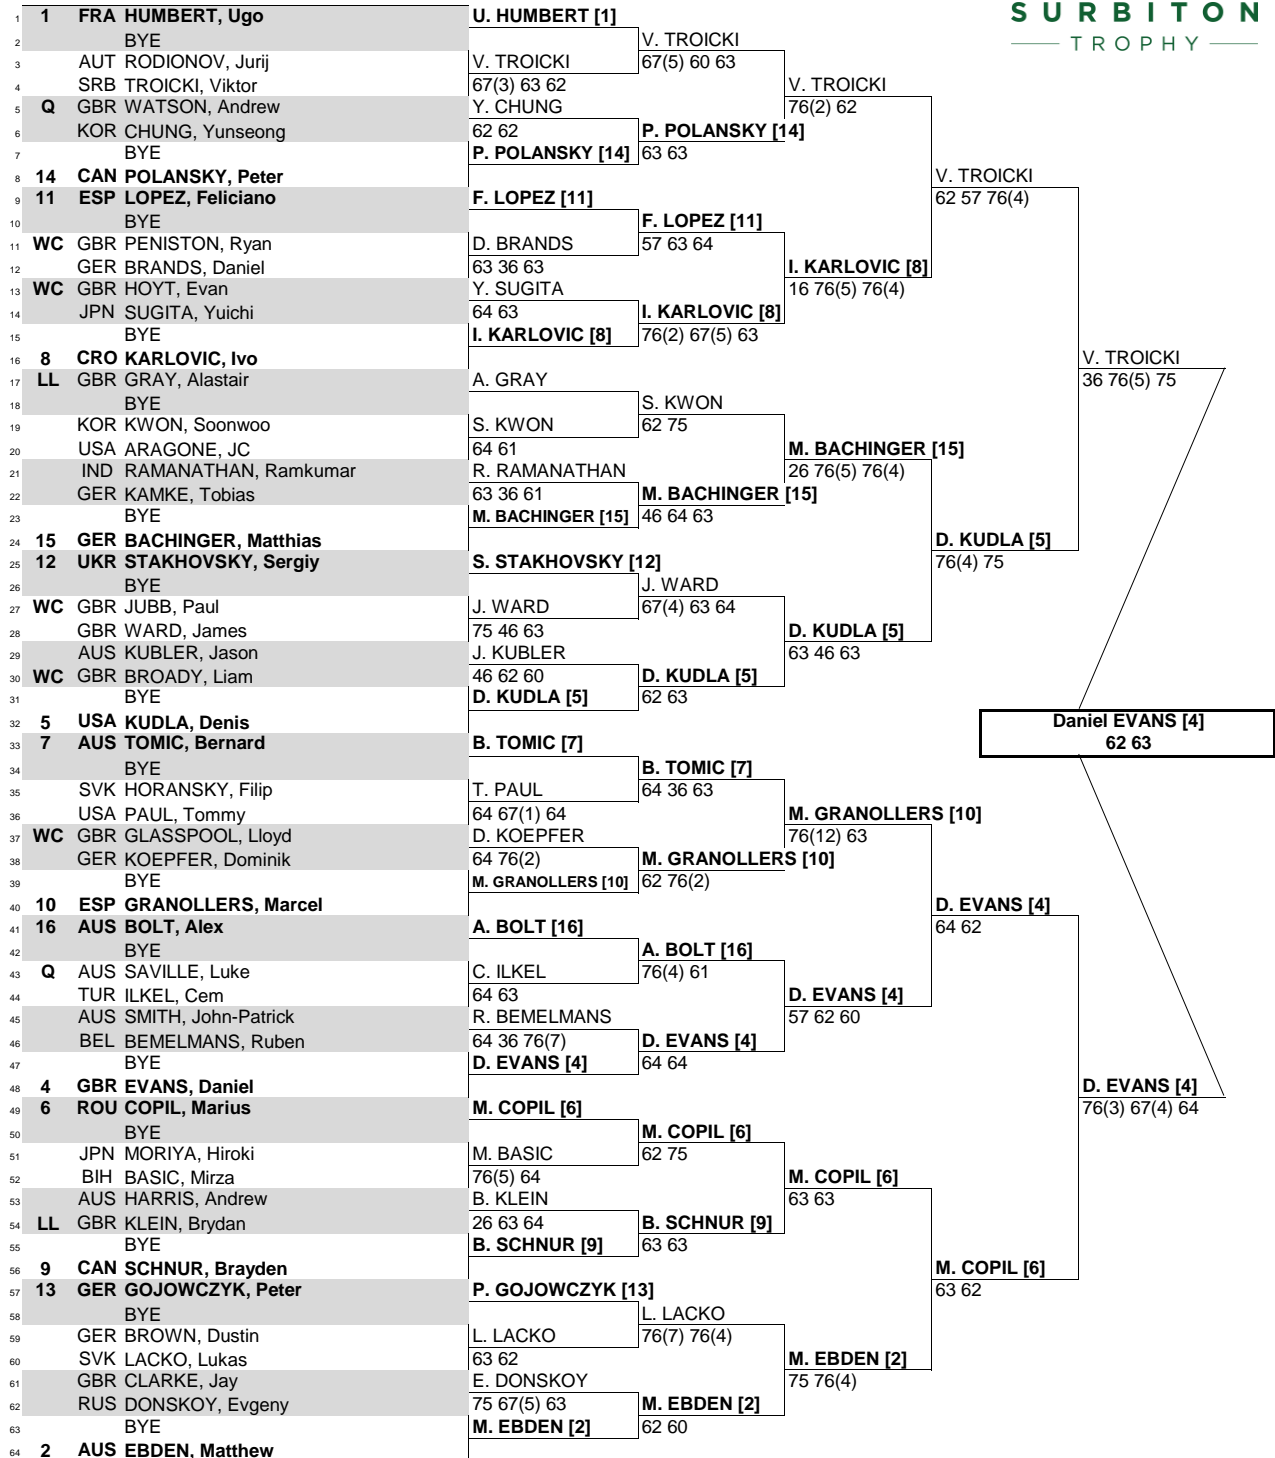 SURBITON
TROPHY
1 1 FRA HUMBERT, Ugo U. HUMBERT [1]
2 BYE V. TROICKI
3 AUT RODIONOV, Jurij V. TROICKI 67(5) 60 63
4 SRB TROICKI, Viktor 67(3) 63 62 V. TROICKI
5 Q GBR WATSON, Andrew Y. CHUNG 76(2) 62
6 KOR CHUNG, Yunseong 62 62 P. POLANSKY [14]
7 BYE P. POLANSKY [14] 63 63
8 14 CAN POLANSKY, Peter V. TROICKI
9 11 ESP LOPEZ, Feliciano F. LOPEZ [11] 62 57 76(4)
10 BYE F. LOPEZ [11]
11 WC GBR PENISTON, Ryan D. BRANDS 57 63 64
12 GER BRANDS, Daniel 63 36 63 I. KARLOVIC [8]
13 WC GBR HOYT, Evan Y. SUGITA 16 76(5) 76(4)
14 JPN SUGITA, Yuichi 64 63 I. KARLOVIC [8]
15 BYE I. KARLOVIC [8] 76(2) 67(5) 63
16 8 CRO KARLOVIC, Ivo V. TROICKI
17 LL GBR GRAY, Alastair A. GRAY 36 76(5) 75
18 BYE S. KWON
19 KOR KWON, Soonwoo S. KWON 62 75
20 USA ARAGONE, JC 64 61 M. BACHINGER [15]
21 IND RAMANATHAN, Ramkumar R. RAMANATHAN 26 76(5) 76(4)
22 GER KAMKE, Tobias 63 36 61 M. BACHINGER [15]
23 BYE M. BACHINGER [15] 46 64 63
24 15 GER BACHINGER, Matthias D. KUDLA [5]
25 12 UKR STAKHOVSKY, Sergiy S. STAKHOVSKY [12] 76(4) 75
26 BYE J. WARD
27 WC GBR JUBB, Paul J. WARD 67(4) 63 64
28 GBR WARD, James 75 46 63 D. KUDLA [5]
29 AUS KUBLER, Jason J. KUBLER 63 46 63
30 WC GBR BROADY, Liam 46 62 60 D. KUDLA [5]
31 BYE D. KUDLA [5] 62 63
32 5 USA KUDLA, Denis Daniel EVANS [4]
33 7 AUS TOMIC, Bernard B. TOMIC [7] 62 63
34 BYE B. TOMIC [7]
35 SVK HORANSKY, Filip T. PAUL 64 36 63
36 USA PAUL, Tommy 64 67(1) 64 M. GRANOLLERS [10]
37 WC GBR GLASSPOOL, Lloyd D. KOEPFER 76(12) 63
38 GER KOEPFER, Dominik 64 76(2) M. GRANOLLERS [10]
39 BYE M. GRANOLLERS [10] 62 76(2)
40 10 ESP GRANOLLERS, Marcel D. EVANS [4]
41 16 AUS BOLT, Alex A. BOLT [16] 64 62
42 BYE A. BOLT [16]
43 Q AUS SAVILLE, Luke C. ILKEL 76(4) 61
44 TUR ILKEL, Cem 64 63 D. EVANS [4]
45 AUS SMITH, John-Patrick R. BEMELMANS 57 62 60
46 BEL BEMELMANS, Ruben 64 36 76(7) D. EVANS [4]
47 BYE D. EVANS [4] 64 64
48 4 GBR EVANS, Daniel D. EVANS [4]
49 6 ROU COPIL, Marius M. COPIL [6] 76(3) 67(4) 64
50 BYE M. COPIL [6]
51 JPN MORIYA, Hiroki M. BASIC 62 75
52 BIH BASIC, Mirza 76(5) 64 M. COPIL [6]
53 AUS HARRIS, Andrew B. KLEIN 63 63
54 LL GBR KLEIN, Brydan 26 63 64 B. SCHNUR [9]
55 BYE B. SCHNUR [9] 63 63
56 9 CAN SCHNUR, Brayden M. COPIL [6]
57 13 GER GOJOWCZYK, Peter P. GOJOWCZYK [13] 63 62
58 BYE L. LACKO
59 GER BROWN, Dustin L. LACKO 76(7) 76(4)
60 SVK LACKO, Lukas 63 62 M. EBDEN [2]
61 GBR CLARKE, Jay E. DONSKOY 75 76(4)
62 RUS DONSKOY, Evgeny 75 67(5) 63 M. EBDEN [2]
63 BYE M. EBDEN [2] 62 60
64 2 AUS EBDEN, Matthew